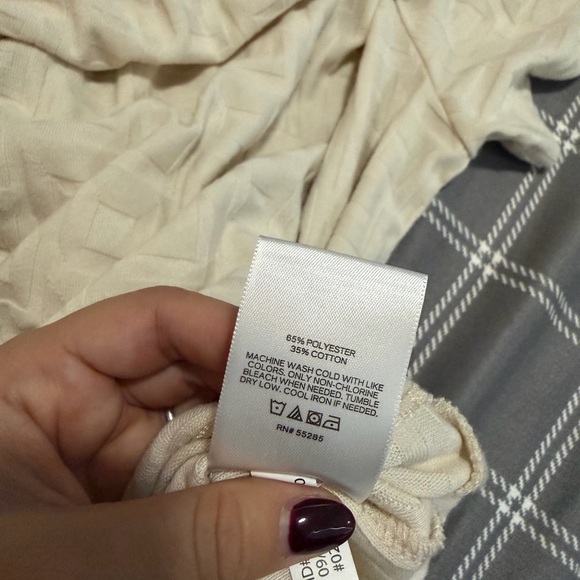 65% POLYESTER
35% COTTON
MACHINE WASH COLD WITH LIKE
COLORS. ONLY NON-CHLORINE
BLEACH WHEN NEEDED. TUMBLE
DRY LOW. COOL IRON IF NEEDED.
RN# 55285